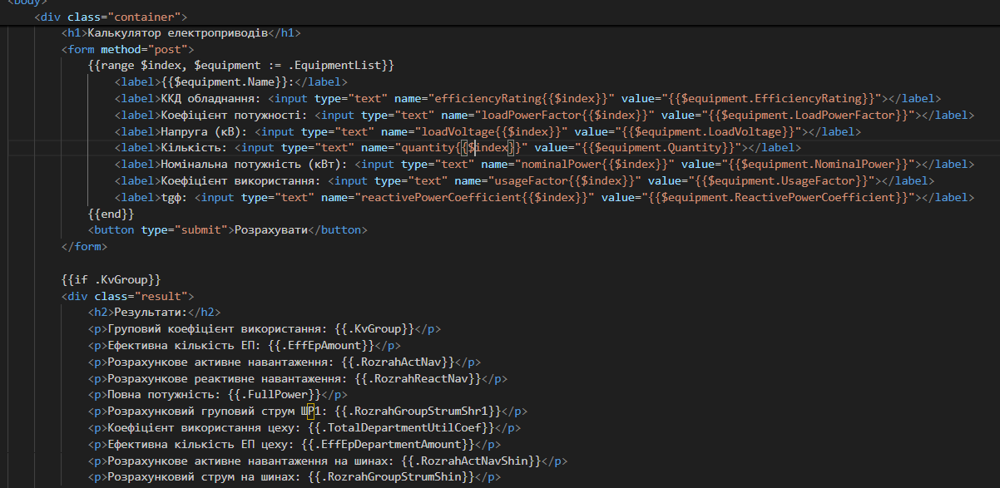 <body>
<div class="container">
<h1>Калькулятор електроприводів</h1>
<form method="post">
{{range $index, $equipment := .EquipmentList}}
<label>{{$equipment.Name}}:</label>
<label>ККД обладнання: <input type="text" name="efficiencyRating{{$index}}" value="{{$equipment.EfficiencyRating}}"></label>
<label>Коефіцієнт потужності: <input type="text" name="loadPowerFactor{{$index}}" value="{{$equipment.LoadPowerFactor}}"></label>
<label>Напруга (кВ): <input type="text" name="loadVoltage{{$index}}" value="{{$equipment.LoadVoltage}}"></label>
<label>Кількість: <input type="text" name="quantity{{$index}}" value="{{$equipment.Quantity}}"></label>
<label>Номінальна потужність (кВт): <input type="text" name="nominalPower{{$index}}" value="{{$equipment.NominalPower}}"></label>
<label>Коефіцієнт використання: <input type="text" name="usageFactor{{$index}}" value="{{$equipment.UsageFactor}}"></label>
<label>tgφ: <input type="text" name="reactivePowerCoefficient{{$index}}" value="{{$equipment.ReactivePowerCoefficient}}"></label>
{{end}}
<button type="submit">Розрахувати</button>
</form>
{{if .KvGroup}}
<div class="result">
<h2>Результати:</h2>
<p>Груповий коефіцієнт використання: {{.KvGroup}}</p>
<p>Ефективна кількість ЕП: {{.EffEpAmount}}</p>
<p>Розрахункове активне навантаження: {{.RozrahActNav}}</p>
<p>Розрахункове реактивне навантаження: {{.RozrahReactNav}}</p>
<p>Повна потужність: {{.FullPower}}</p>
<p>Розрахунковий груповий струм ШР1: {{.RozrahGroupStrumShr1}}</p>
<p>Коефіцієнт використання цеху: {{.TotalDepartmentUtilCoef}}</p>
<p>Ефективна кількість ЕП цеху: {{.EffEpDepartmentAmount}}</p>
<p>Розрахункове активне навантаження на шинах: {{.RozrahActNavShin}}</p>
<p>Розрахунковий струм на шинах: {{.RozrahGroupStrumShin}}</p>